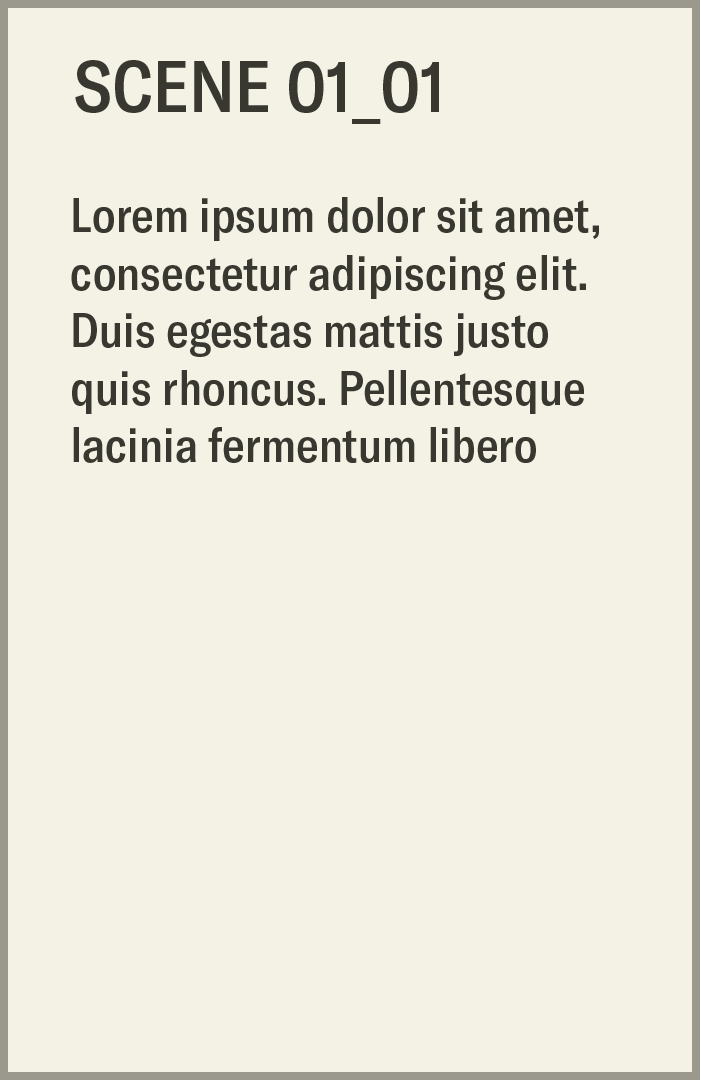 SCENE 01_01
Lorem ipsum dolor sit amet,
consectetur adipiscing elit.
Duis egestas mattis justo
quis rhoncus. Pellentesque
lacinia fermentum libero